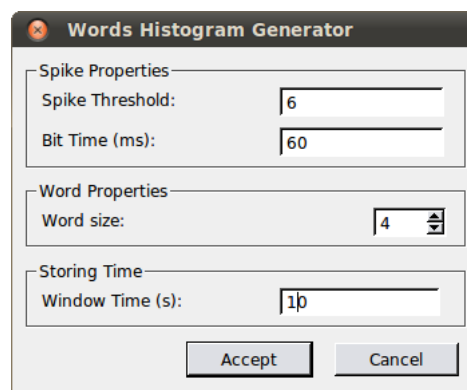 Words Histogram Generator
Spike Properties
Spike Threshold: 6
Bit Time (ms): 60
Word Properties
Word size: 4
Storing Time
Window Time (s): 10
Accept Cancel